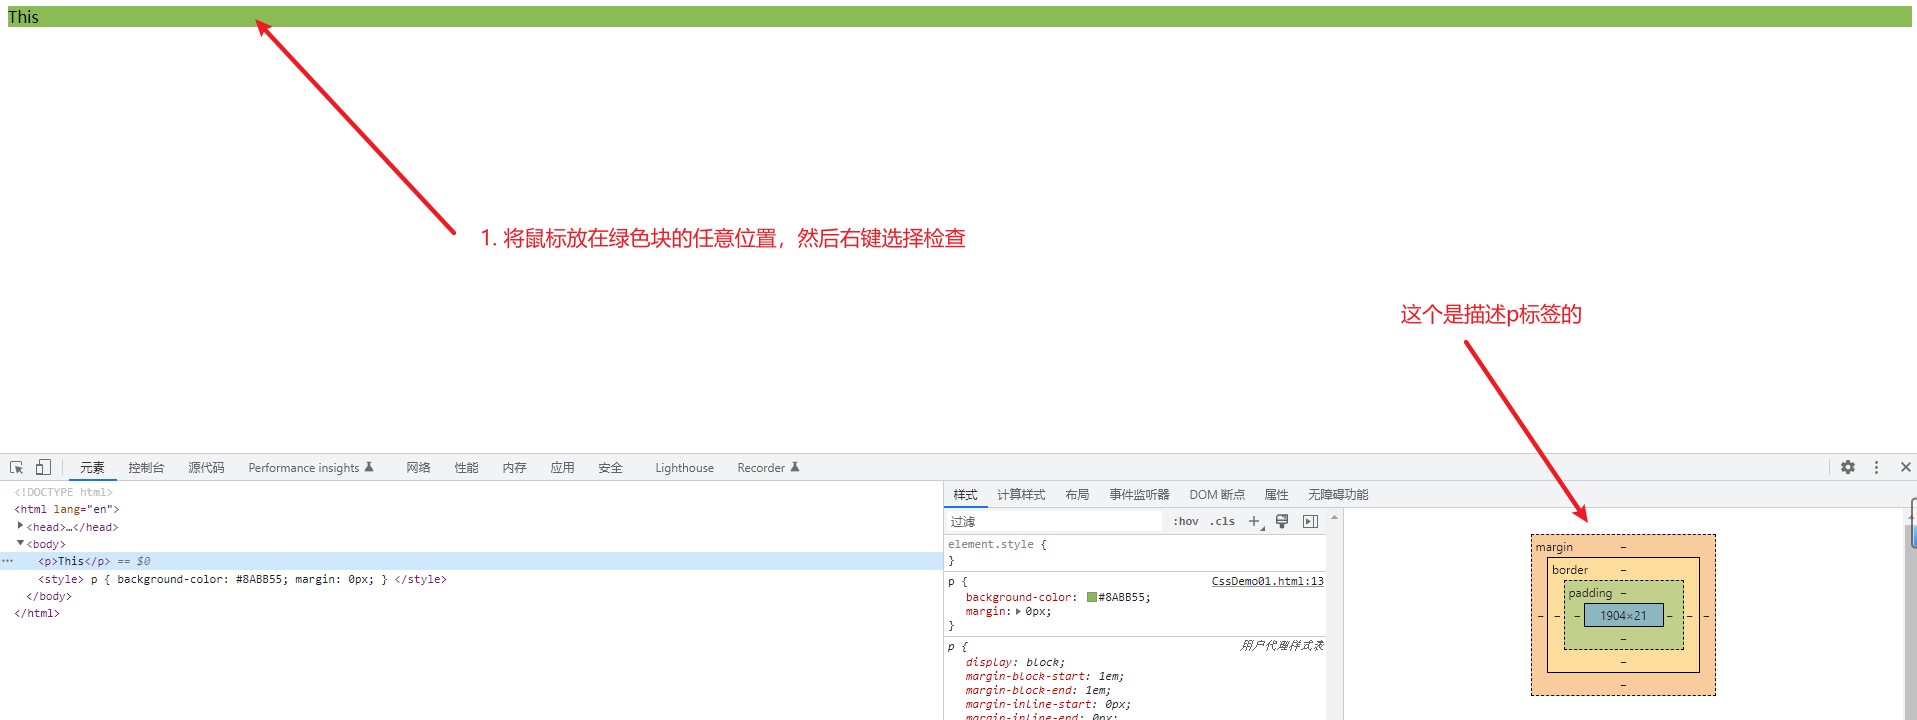 This
1. 将鼠标放在绿色块的任意位置，然后右键选择检查
这个是描述p标签的
元素 控制台 源代码 Performance insights 网络 性能 内存 应用 安全 Lighthouse Recorder
<!DOCTYPE html>
<html lang="en">
<head>…</head>
<body>
<p>This</p> == $0
<style> p { background-color: #8ABB55; margin: 0px; } </style>
</body>
</html>
样式 计算样式 布局 事件监听器 DOM 断点 属性 无障碍功能
过滤 :hov .cls
element.style {
}
p { CssDemo01.html:13
background-color: #8ABB55;
margin: 0px;
}
p { 用户代理样式表
display: block;
margin-block-start: 1em;
margin-block-end: 1em;
margin-inline-start: 0px;
margin-inline-end: 0px;
margin –
border –
padding –
– – – 1904×21 – – –
–
–
–